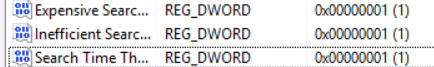 Expensive Searc... REG_DWORD 0x00000001 (1)
Inefficient Searc... REG_DWORD 0x00000001 (1)
Search Time Th... REG_DWORD 0x00000001 (1)